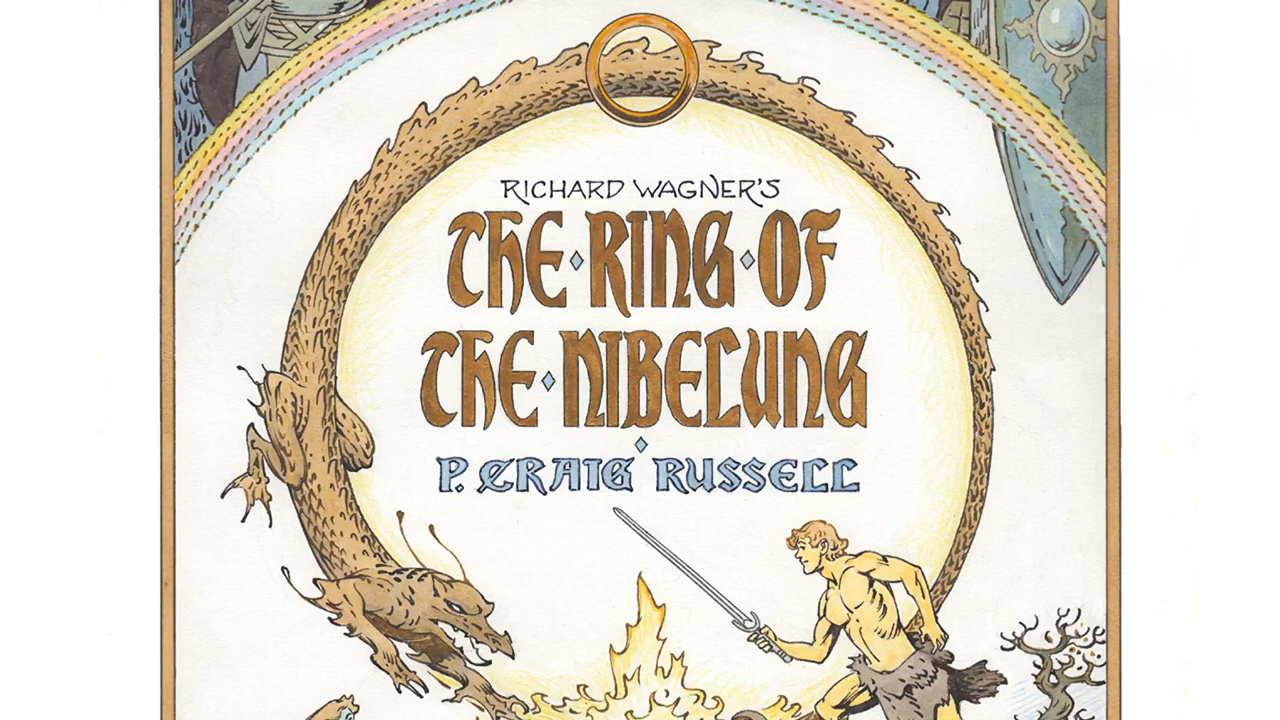 RICHARD WAGNER'S
THE · RING · OF
THE · NIBELUNG
P. CRAIG RUSSELL